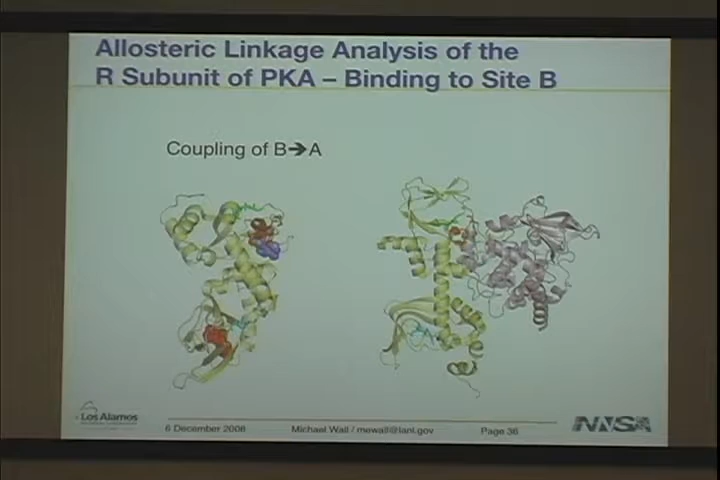 Allosteric Linkage Analysis of the
R Subunit of PKA – Binding to Site B
Coupling of B➔A
Los Alamos
6 December 2006
Michael Wall / mewall@lanl.gov
Page 36
NNSA